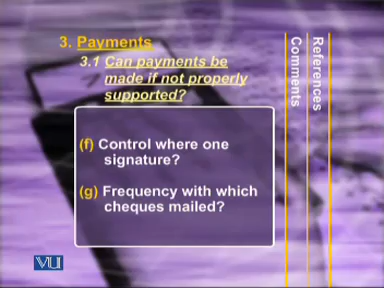 3. Payments
3.1 Can payments be
made if not properly
supported?
(f) Control where one
signature?
(g) Frequency with which
cheques mailed?
Comments
References
VU